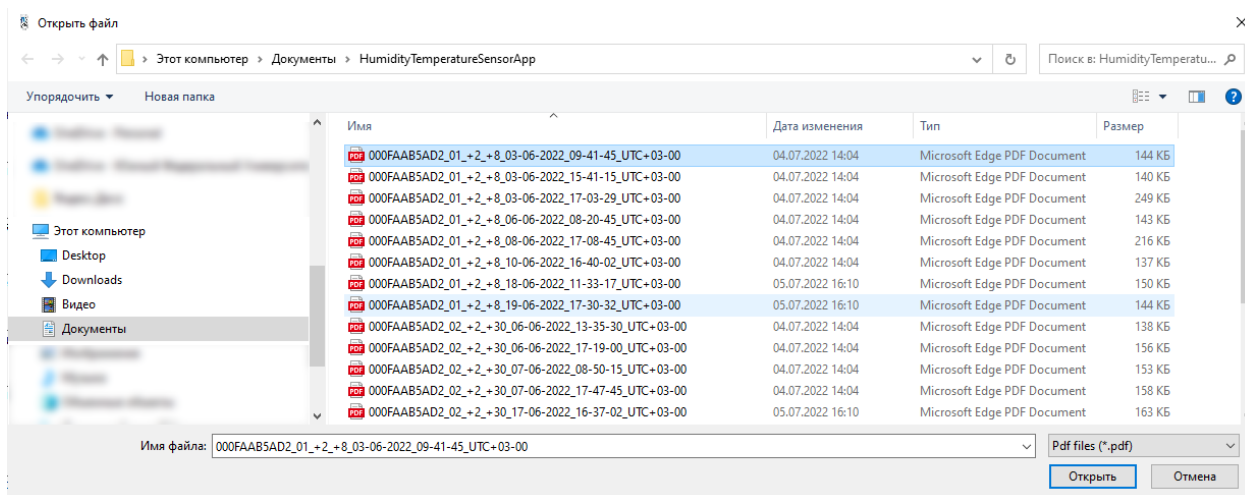 Открыть файл
Этот компьютер > Документы > HumidityTemperatureSensorApp
Поиск в: HumidityTemperatu...
Упорядочить Новая папка
Имя Дата изменения Тип Размер
000FAAB5AD2_01_+2_+8_03-06-2022_09-41-45_UTC+03-00 04.07.2022 14:04 Microsoft Edge PDF Document 144 КБ
000FAAB5AD2_01_+2_+8_03-06-2022_15-41-15_UTC+03-00 04.07.2022 14:04 Microsoft Edge PDF Document 140 КБ
000FAAB5AD2_01_+2_+8_03-06-2022_17-03-29_UTC+03-00 04.07.2022 14:04 Microsoft Edge PDF Document 249 КБ
000FAAB5AD2_01_+2_+8_06-06-2022_08-20-45_UTC+03-00 04.07.2022 14:04 Microsoft Edge PDF Document 143 КБ
000FAAB5AD2_01_+2_+8_08-06-2022_17-08-45_UTC+03-00 04.07.2022 14:04 Microsoft Edge PDF Document 216 КБ
000FAAB5AD2_01_+2_+8_10-06-2022_16-40-02_UTC+03-00 04.07.2022 14:04 Microsoft Edge PDF Document 137 КБ
000FAAB5AD2_01_+2_+8_18-06-2022_11-33-17_UTC+03-00 05.07.2022 16:10 Microsoft Edge PDF Document 150 КБ
000FAAB5AD2_01_+2_+8_19-06-2022_17-30-32_UTC+03-00 05.07.2022 16:10 Microsoft Edge PDF Document 144 КБ
000FAAB5AD2_02_+2_+30_06-06-2022_13-35-30_UTC+03-00 04.07.2022 14:04 Microsoft Edge PDF Document 138 КБ
000FAAB5AD2_02_+2_+30_06-06-2022_17-19-00_UTC+03-00 04.07.2022 14:04 Microsoft Edge PDF Document 156 КБ
000FAAB5AD2_02_+2_+30_07-06-2022_08-50-15_UTC+03-00 04.07.2022 14:04 Microsoft Edge PDF Document 153 КБ
000FAAB5AD2_02_+2_+30_07-06-2022_17-47-45_UTC+03-00 04.07.2022 14:04 Microsoft Edge PDF Document 158 КБ
000FAAB5AD2_02_+2_+30_17-06-2022_16-37-02_UTC+03-00 05.07.2022 16:10 Microsoft Edge PDF Document 163 КБ
Этот компьютер
Desktop
Downloads
Видео
Документы
Имя файла: 000FAAB5AD2_01_+2_+8_03-06-2022_09-41-45_UTC+03-00 Pdf files (*.pdf)
Открыть Отмена